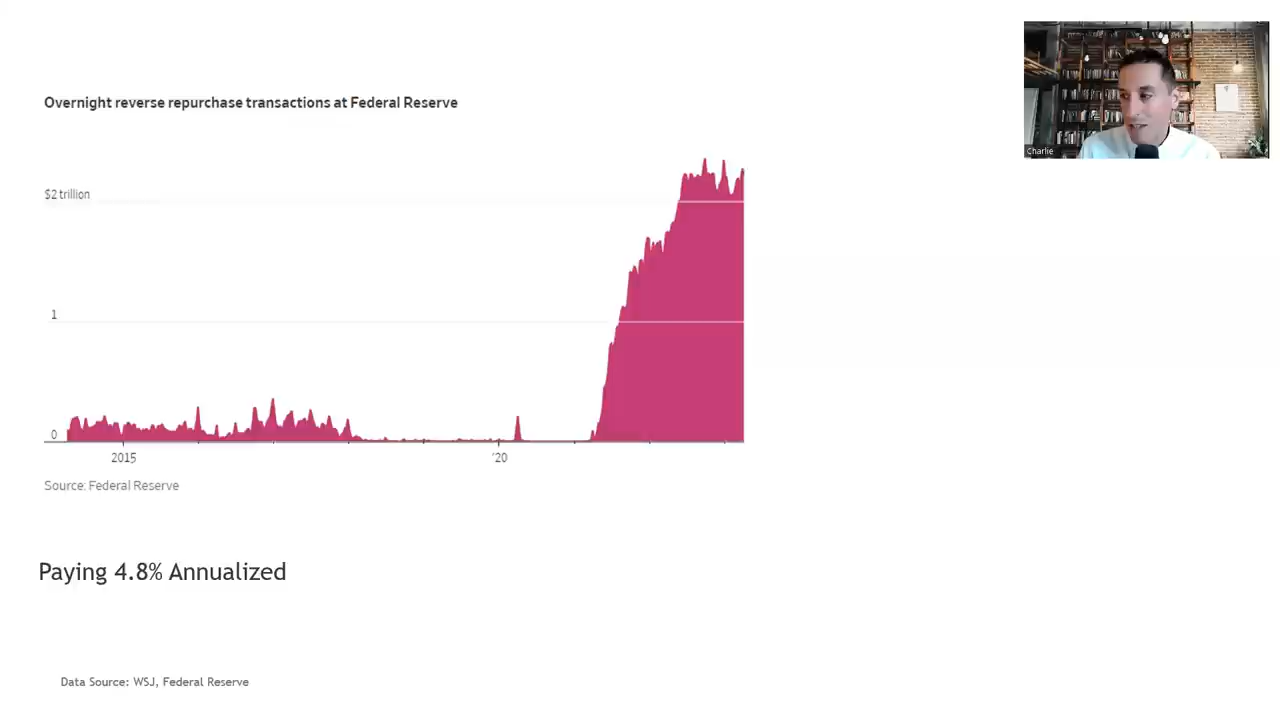 Charlie
Overnight reverse repurchase transactions at Federal Reserve
$2 trillion
1
0
2015
'20
Source: Federal Reserve
Paying 4.8% Annualized
Data Source: WSJ, Federal Reserve